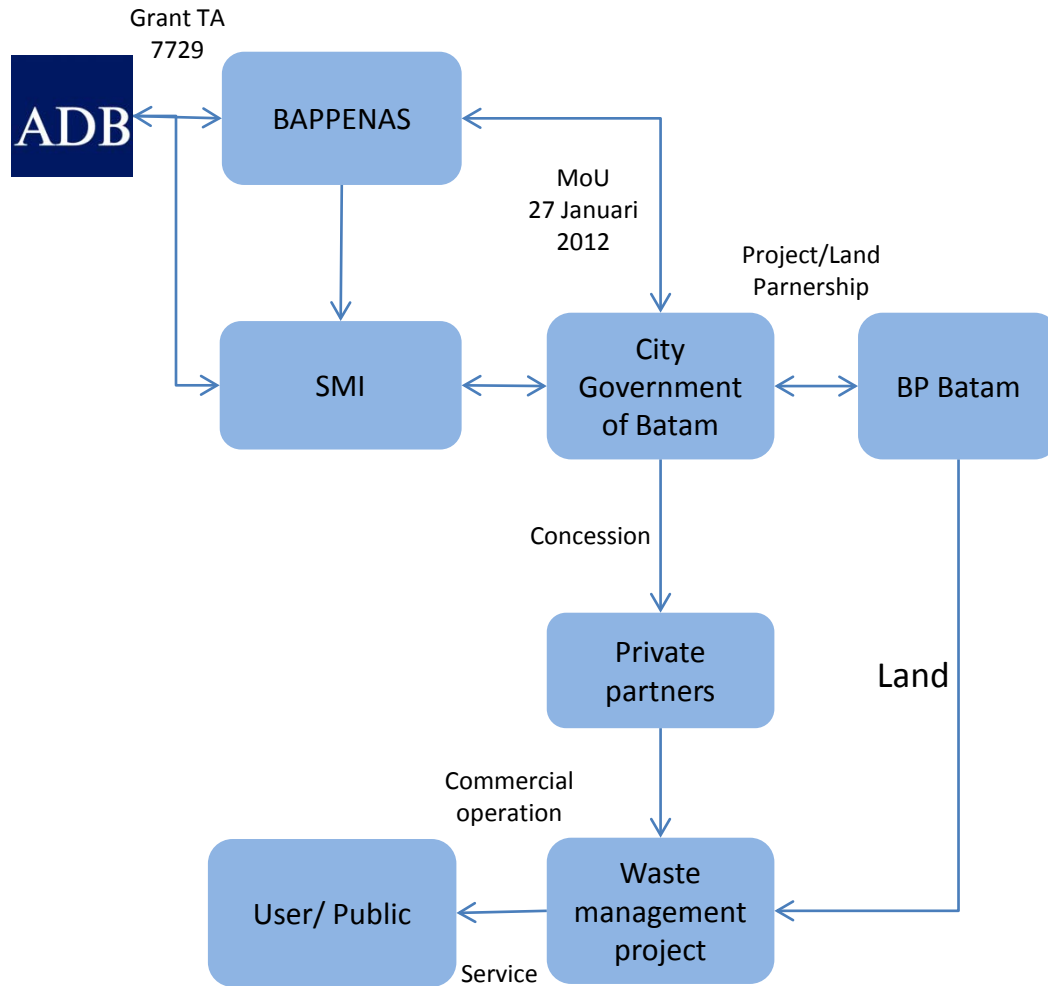 Grant TA
7729
ADB
BAPPENAS
MoU
27 Januari
2012
Project/Land
Parnership
SMI
City
Government
of Batam
BP Batam
Concession
Private
partners
Land
Commercial
operation
User/ Public
Waste
management
project
Service